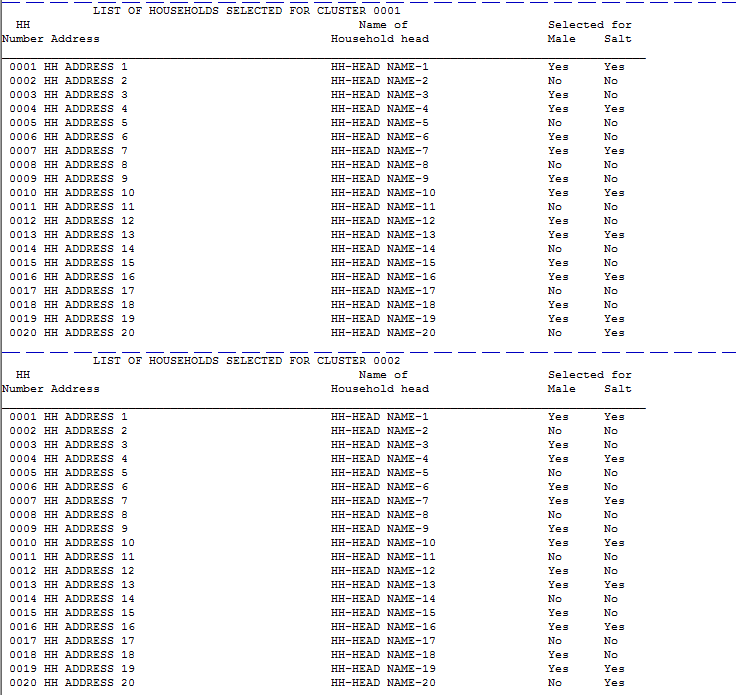 LIST OF HOUSEHOLDS SELECTED FOR CLUSTER 0001
HH Name of Selected for
Number Address Household head Male Salt
0001 HH ADDRESS 1 HH-HEAD NAME-1 Yes Yes
0002 HH ADDRESS 2 HH-HEAD NAME-2 No No
0003 HH ADDRESS 3 HH-HEAD NAME-3 Yes No
0004 HH ADDRESS 4 HH-HEAD NAME-4 Yes Yes
0005 HH ADDRESS 5 HH-HEAD NAME-5 No No
0006 HH ADDRESS 6 HH-HEAD NAME-6 Yes No
0007 HH ADDRESS 7 HH-HEAD NAME-7 Yes Yes
0008 HH ADDRESS 8 HH-HEAD NAME-8 No No
0009 HH ADDRESS 9 HH-HEAD NAME-9 Yes No
0010 HH ADDRESS 10 HH-HEAD NAME-10 Yes Yes
0011 HH ADDRESS 11 HH-HEAD NAME-11 No No
0012 HH ADDRESS 12 HH-HEAD NAME-12 Yes No
0013 HH ADDRESS 13 HH-HEAD NAME-13 Yes Yes
0014 HH ADDRESS 14 HH-HEAD NAME-14 No No
0015 HH ADDRESS 15 HH-HEAD NAME-15 Yes No
0016 HH ADDRESS 16 HH-HEAD NAME-16 Yes Yes
0017 HH ADDRESS 17 HH-HEAD NAME-17 No No
0018 HH ADDRESS 18 HH-HEAD NAME-18 Yes No
0019 HH ADDRESS 19 HH-HEAD NAME-19 Yes Yes
0020 HH ADDRESS 20 HH-HEAD NAME-20 No Yes
LIST OF HOUSEHOLDS SELECTED FOR CLUSTER 0002
HH Name of Selected for
Number Address Household head Male Salt
0001 HH ADDRESS 1 HH-HEAD NAME-1 Yes Yes
0002 HH ADDRESS 2 HH-HEAD NAME-2 No No
0003 HH ADDRESS 3 HH-HEAD NAME-3 Yes No
0004 HH ADDRESS 4 HH-HEAD NAME-4 Yes Yes
0005 HH ADDRESS 5 HH-HEAD NAME-5 No No
0006 HH ADDRESS 6 HH-HEAD NAME-6 Yes No
0007 HH ADDRESS 7 HH-HEAD NAME-7 Yes Yes
0008 HH ADDRESS 8 HH-HEAD NAME-8 No No
0009 HH ADDRESS 9 HH-HEAD NAME-9 Yes No
0010 HH ADDRESS 10 HH-HEAD NAME-10 Yes Yes
0011 HH ADDRESS 11 HH-HEAD NAME-11 No No
0012 HH ADDRESS 12 HH-HEAD NAME-12 Yes No
0013 HH ADDRESS 13 HH-HEAD NAME-13 Yes Yes
0014 HH ADDRESS 14 HH-HEAD NAME-14 No No
0015 HH ADDRESS 15 HH-HEAD NAME-15 Yes No
0016 HH ADDRESS 16 HH-HEAD NAME-16 Yes Yes
0017 HH ADDRESS 17 HH-HEAD NAME-17 No No
0018 HH ADDRESS 18 HH-HEAD NAME-18 Yes No
0019 HH ADDRESS 19 HH-HEAD NAME-19 Yes Yes
0020 HH ADDRESS 20 HH-HEAD NAME-20 No Yes